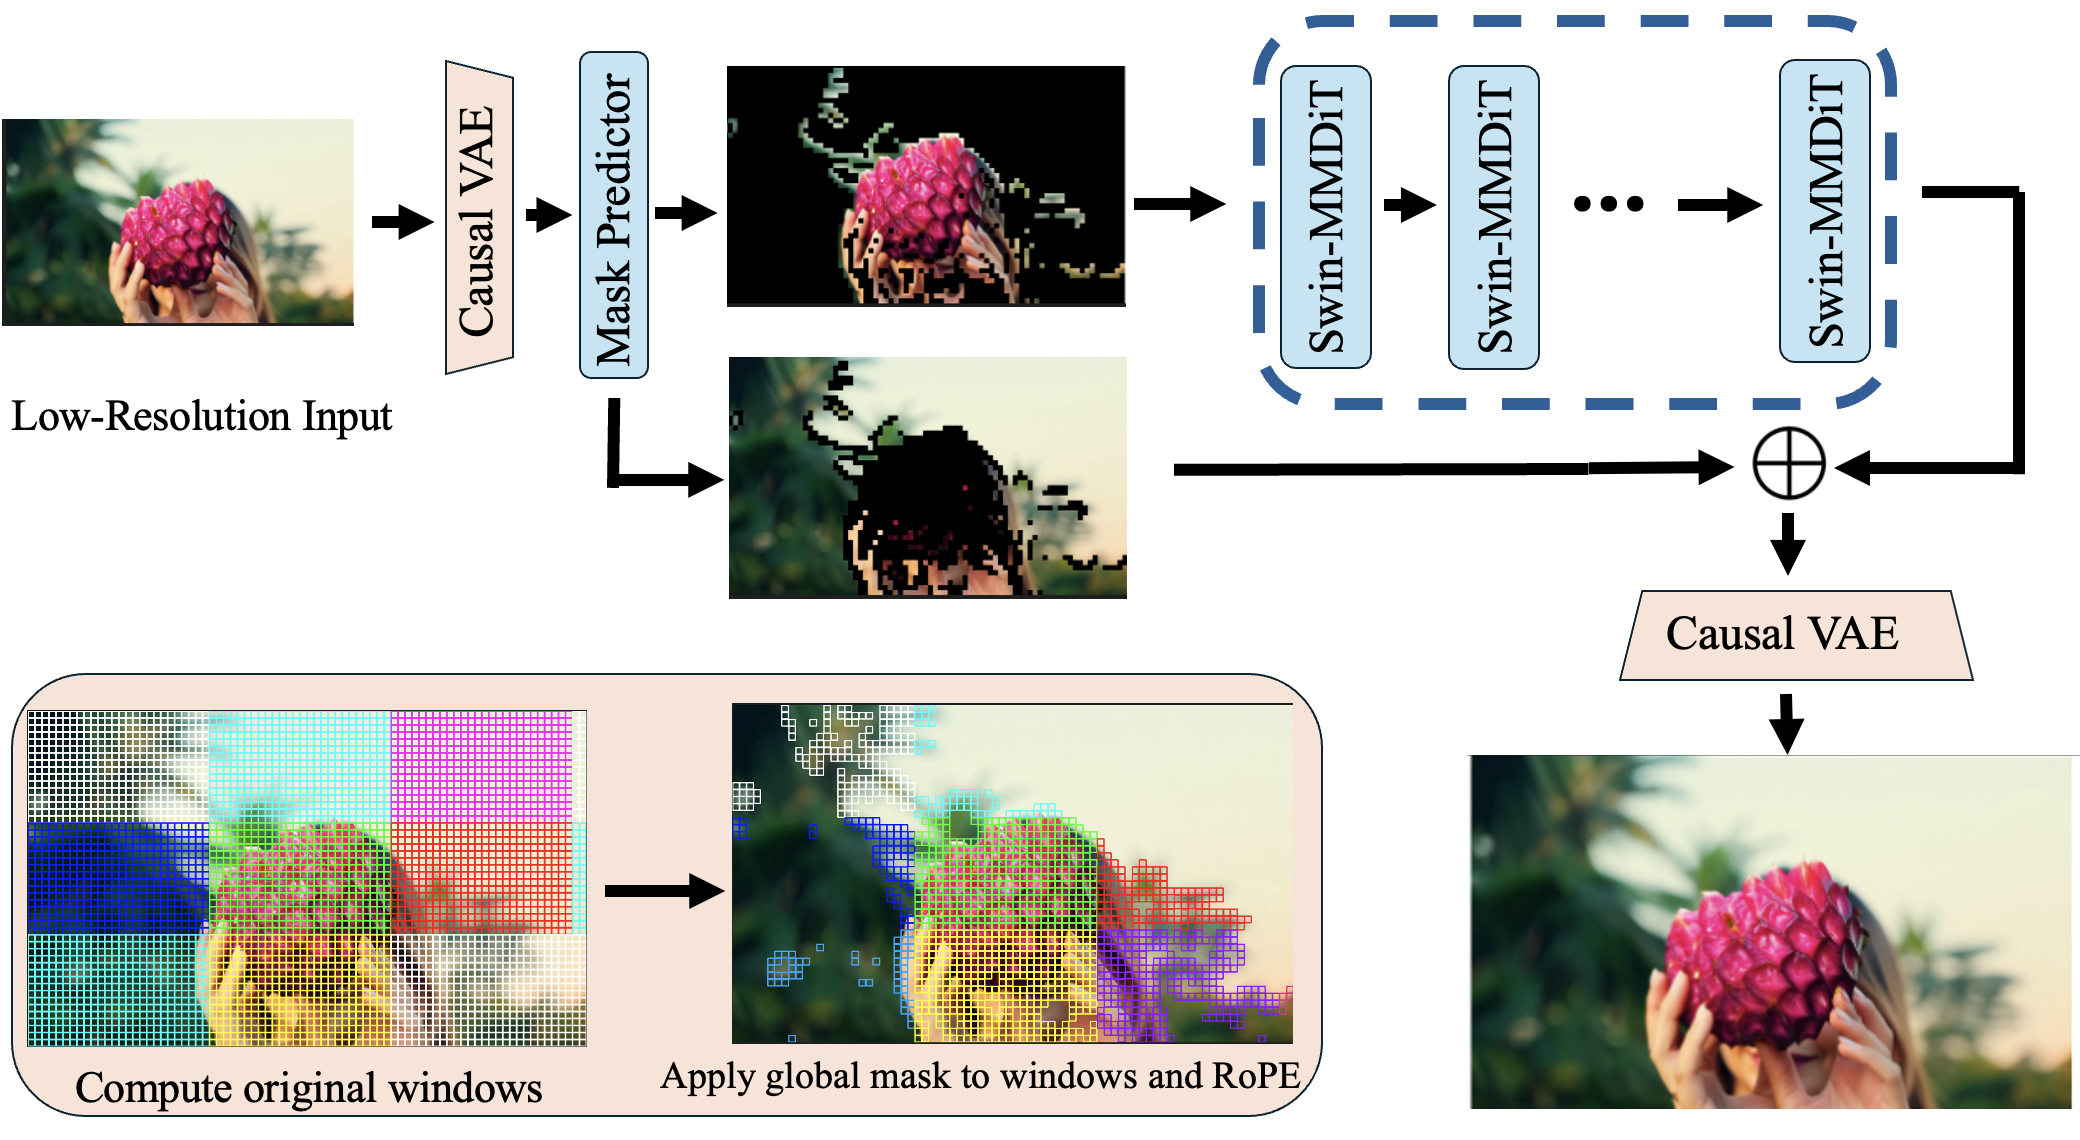 Low-Resolution Input
Causal VAE
Mask Predictor
Swin-MMDiT
Swin-MMDiT
Swin-MMDiT
Causal VAE
Compute original windows
Apply global mask to windows and RoPE